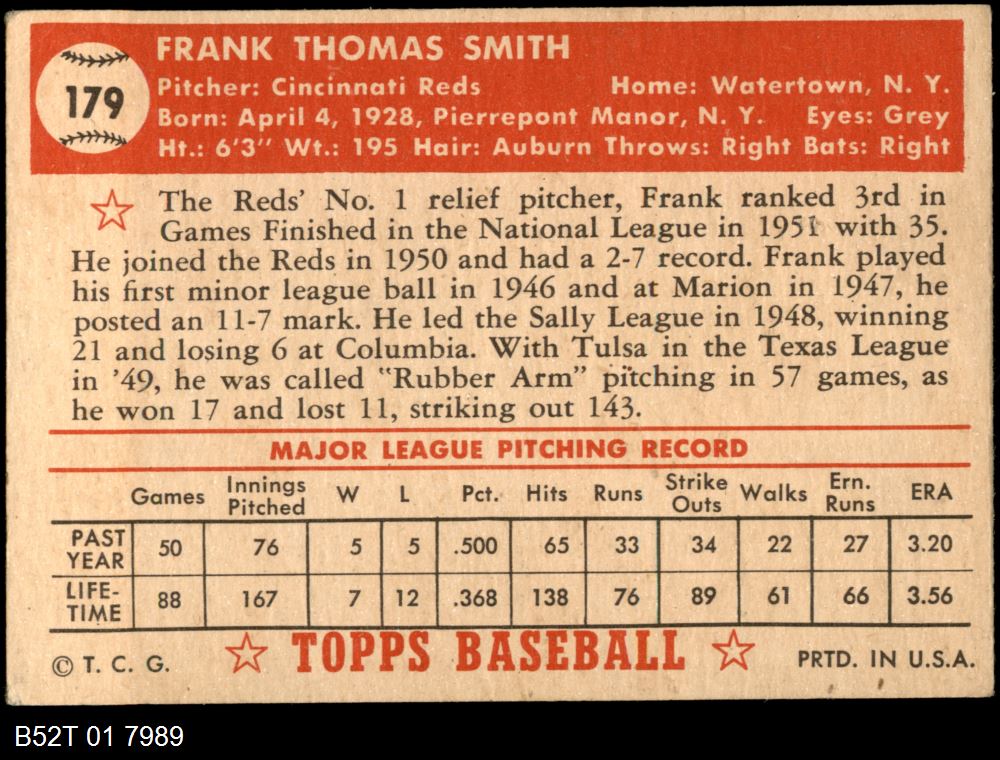 179
FRANK THOMAS SMITH
Pitcher: Cincinnati Reds Home: Watertown, N. Y.
Born: April 4, 1928, Pierrepont Manor, N. Y. Eyes: Grey
Ht.: 6'3" Wt.: 195 Hair: Auburn Throws: Right Bats: Right
The Reds' No. 1 relief pitcher, Frank ranked 3rd in
Games Finished in the National League in 1951 with 35.
He joined the Reds in 1950 and had a 2-7 record. Frank played
his first minor league ball in 1946 and at Marion in 1947, he
posted an 11-7 mark. He led the Sally League in 1948, winning
21 and losing 6 at Columbia. With Tulsa in the Texas League
in '49, he was called "Rubber Arm" pitching in 57 games, as
he won 17 and lost 11, striking out 143.
MAJOR LEAGUE PITCHING RECORD
Games Innings Pitched W L Pct. Hits Runs Strike Outs Walks Ern. Runs ERA
PAST YEAR 50 76 5 5 .500 65 33 34 22 27 3.20
LIFE-TIME 88 167 7 12 .368 138 76 89 61 66 3.56
© T. C. G. TOPPS BASEBALL PRTD. IN U.S.A.
B52T 01 7989